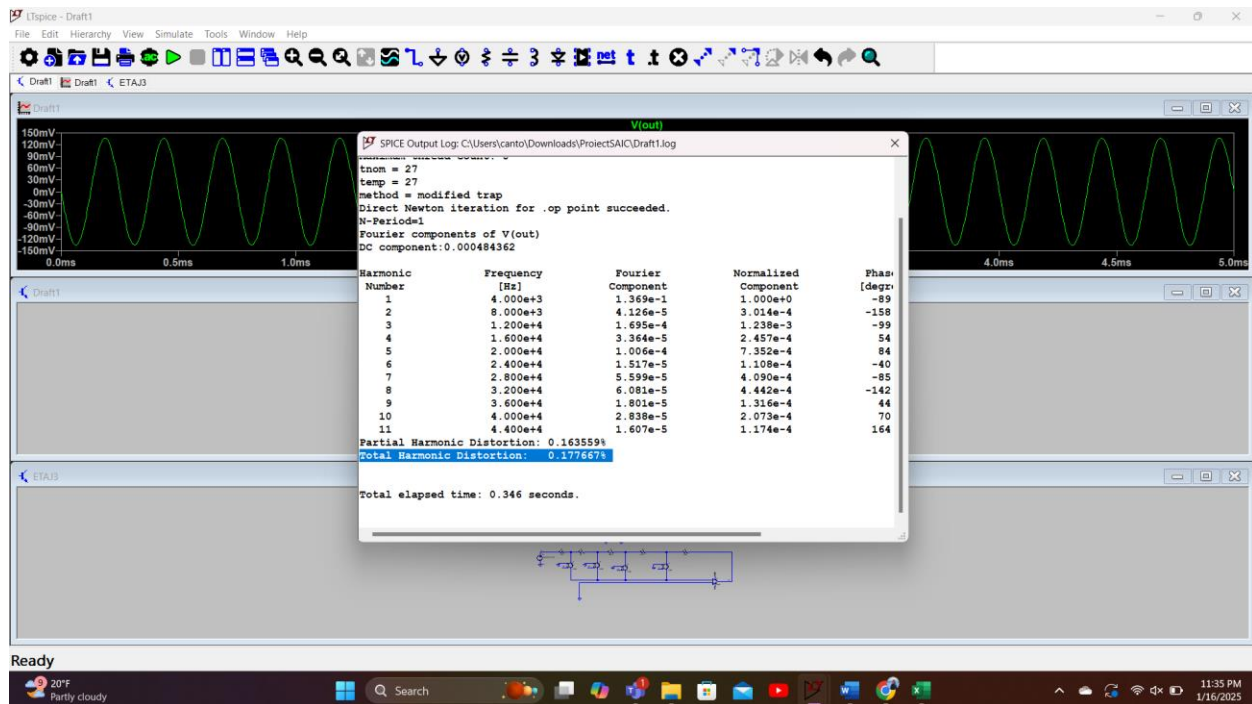 LTspice - Draft1
File Edit Hierarchy View Simulate Tools Window Help
net t .t
Draft1 Draft1 ETAJ3
Draft1
V(out)
150mV
120mV
90mV
60mV
30mV
0mV
-30mV
-60mV
-90mV
-120mV
-150mV
0.0ms 0.5ms 1.0ms 4.0ms 4.5ms 5.0ms
SPICE Output Log: C:\Users\canto\Downloads\ProiectSAIC\Draft1.log
tnom = 27
temp = 27
method = modified trap
Direct Newton iteration for .op point succeeded.
N-Period=1
Fourier components of V(out)
DC component:0.000484362
Harmonic Frequency Fourier Normalized Phase
Number [Hz] Component Component [degre
1 4.000e+3 1.369e-1 1.000e+0 -89
2 8.000e+3 4.126e-5 3.014e-4 -158
3 1.200e+4 1.695e-4 1.238e-3 -99
4 1.600e+4 3.364e-5 2.457e-4 54
5 2.000e+4 1.006e-4 7.352e-4 84
6 2.400e+4 1.517e-5 1.108e-4 -40
7 2.800e+4 5.599e-5 4.090e-4 -85
8 3.200e+4 6.081e-5 4.442e-4 -142
9 3.600e+4 1.801e-5 1.316e-4 44
10 4.000e+4 2.838e-5 2.073e-4 70
11 4.400e+4 1.607e-5 1.174e-4 164
Partial Harmonic Distortion: 0.163559%
Total Harmonic Distortion: 0.177667%
Total elapsed time: 0.346 seconds.
Draft1
ETAJ3
Ready
9 20°F
Partly cloudy
Search
11:35 PM
1/16/2025